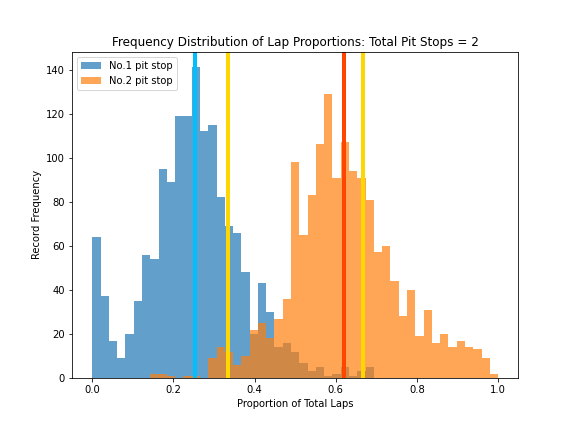 Frequency Distribution of Lap Proportions: Total Pit Stops = 2
No.1 pit stop
No.2 pit stop
Record Frequency
140
120
100
80
60
40
20
0
0.0 0.2 0.4 0.6 0.8 1.0
Proportion of Total Laps